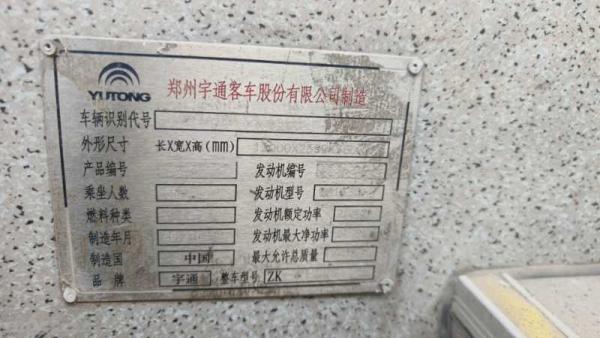 YUTONG 郑州宇通客车股份有限公司制造
车辆识别代号
外形尺寸 长X宽X高(mm)
产品编号 发动机编号
乘坐人数 发动机型号
燃料种类 发动机额定功率
制造年月 发动机最大净功率
制造国 中国 最大允许总质量
品牌 宇通 整车型号 ZK